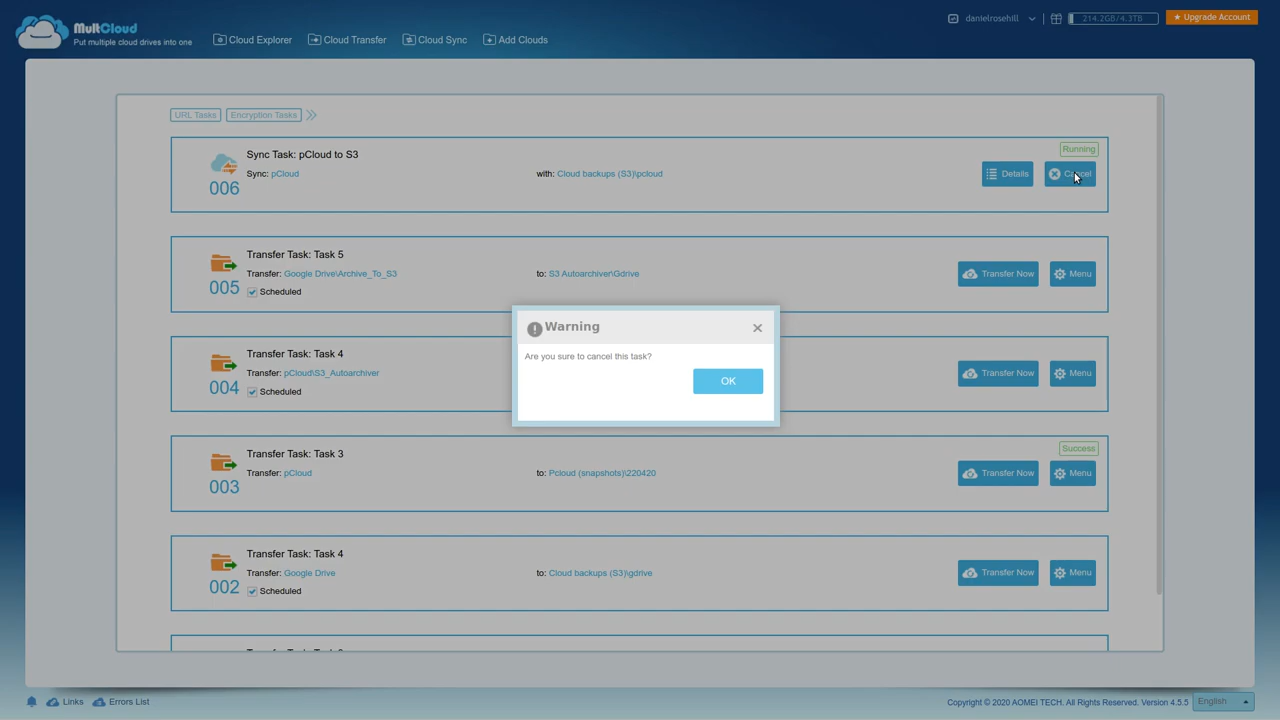 MultCloud
Put multiple cloud drives into one
Cloud Explorer
Cloud Transfer
Cloud Sync
Add Clouds
danielrosehill
214.2GB/4.3TB
Upgrade Account
URL Tasks
Encryption Tasks
Sync Task: pCloud to S3
Running
006
Sync: pCloud
with: Cloud backups (S3)\pcloud
Details
Cancel
Transfer Task: Task 5
005
Transfer: Google Drive\Archive_To_S3
to: S3 Autoarchiver\Gdrive
Scheduled
Transfer Now
Menu
Warning
Are you sure to cancel this task?
OK
Transfer Task: Task 4
004
Transfer: pCloud\S3_Autoarchiver
Scheduled
Transfer Now
Menu
Transfer Task: Task 3
Success
003
Transfer: pCloud
to: Pcloud (snapshots)\220420
Transfer Now
Menu
Transfer Task: Task 4
002
Transfer: Google Drive
to: Cloud backups (S3)\gdrive
Scheduled
Transfer Now
Menu
Links
Errors List
Copyright © 2020 AOMEI TECH. All Rights Reserved. Version 4.5.5
English